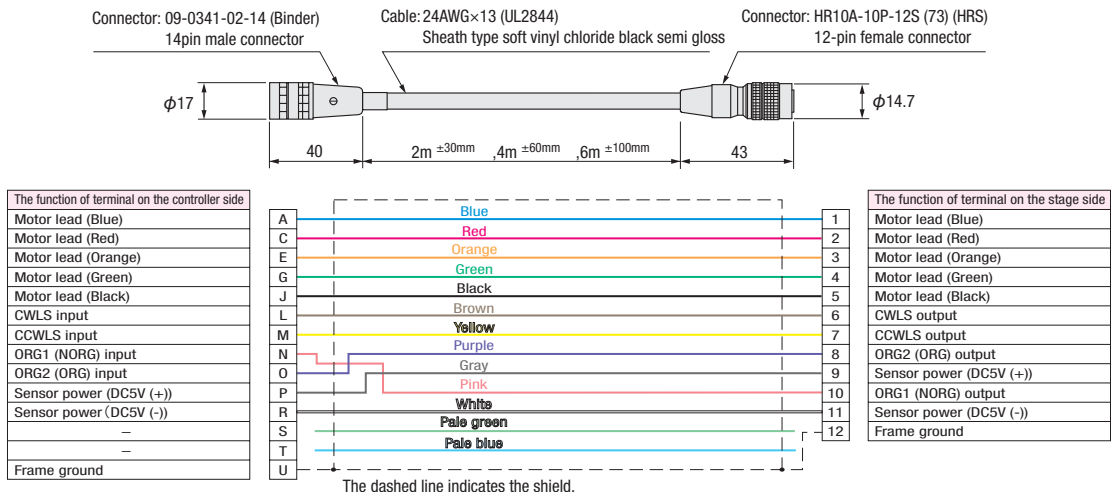 Connector: 09-0341-02-14 (Binder)
14pin male connector
Cable: 24AWG×13 (UL2844)
Sheath type soft vinyl chloride black semi gloss
Connector: HR10A-10P-12S (73) (HRS)
12-pin female connector
φ17
φ14.7
40
2m ±30mm ,4m ±60mm ,6m ±100mm
43
The function of terminal on the controller side
Motor lead (Blue)
Motor lead (Red)
Motor lead (Orange)
Motor lead (Green)
Motor lead (Black)
CWLS input
CCWLS input
ORG1 (NORG) input
ORG2 (ORG) input
Sensor power (DC5V (+))
Sensor power (DC5V (-))
–
–
Frame ground
A
C
E
G
J
L
M
N
O
P
R
S
T
U
Blue
Red
Orange
Green
Black
Brown
Yellow
Purple
Gray
Pink
White
Pale green
Pale blue
1
2
3
4
5
6
7
8
9
10
11
12
The function of terminal on the stage side
Motor lead (Blue)
Motor lead (Red)
Motor lead (Orange)
Motor lead (Green)
Motor lead (Black)
CWLS output
CCWLS output
ORG2 (ORG) output
Sensor power (DC5V (+))
ORG1 (NORG) output
Sensor power (DC5V (-))
Frame ground
The dashed line indicates the shield.